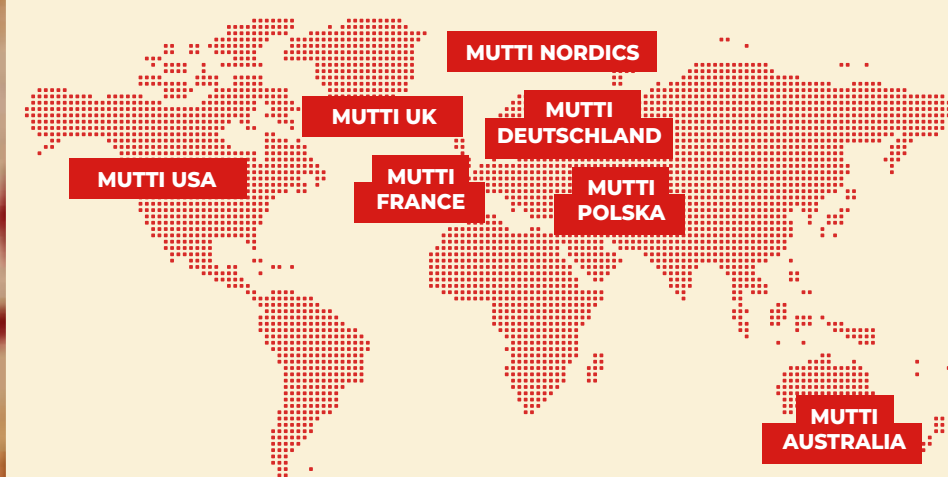 MUTTI NORDICS
MUTTI UK
MUTTI
DEUTSCHLAND
MUTTI USA
MUTTI
FRANCE
MUTTI
POLSKA
MUTTI
AUSTRALIA